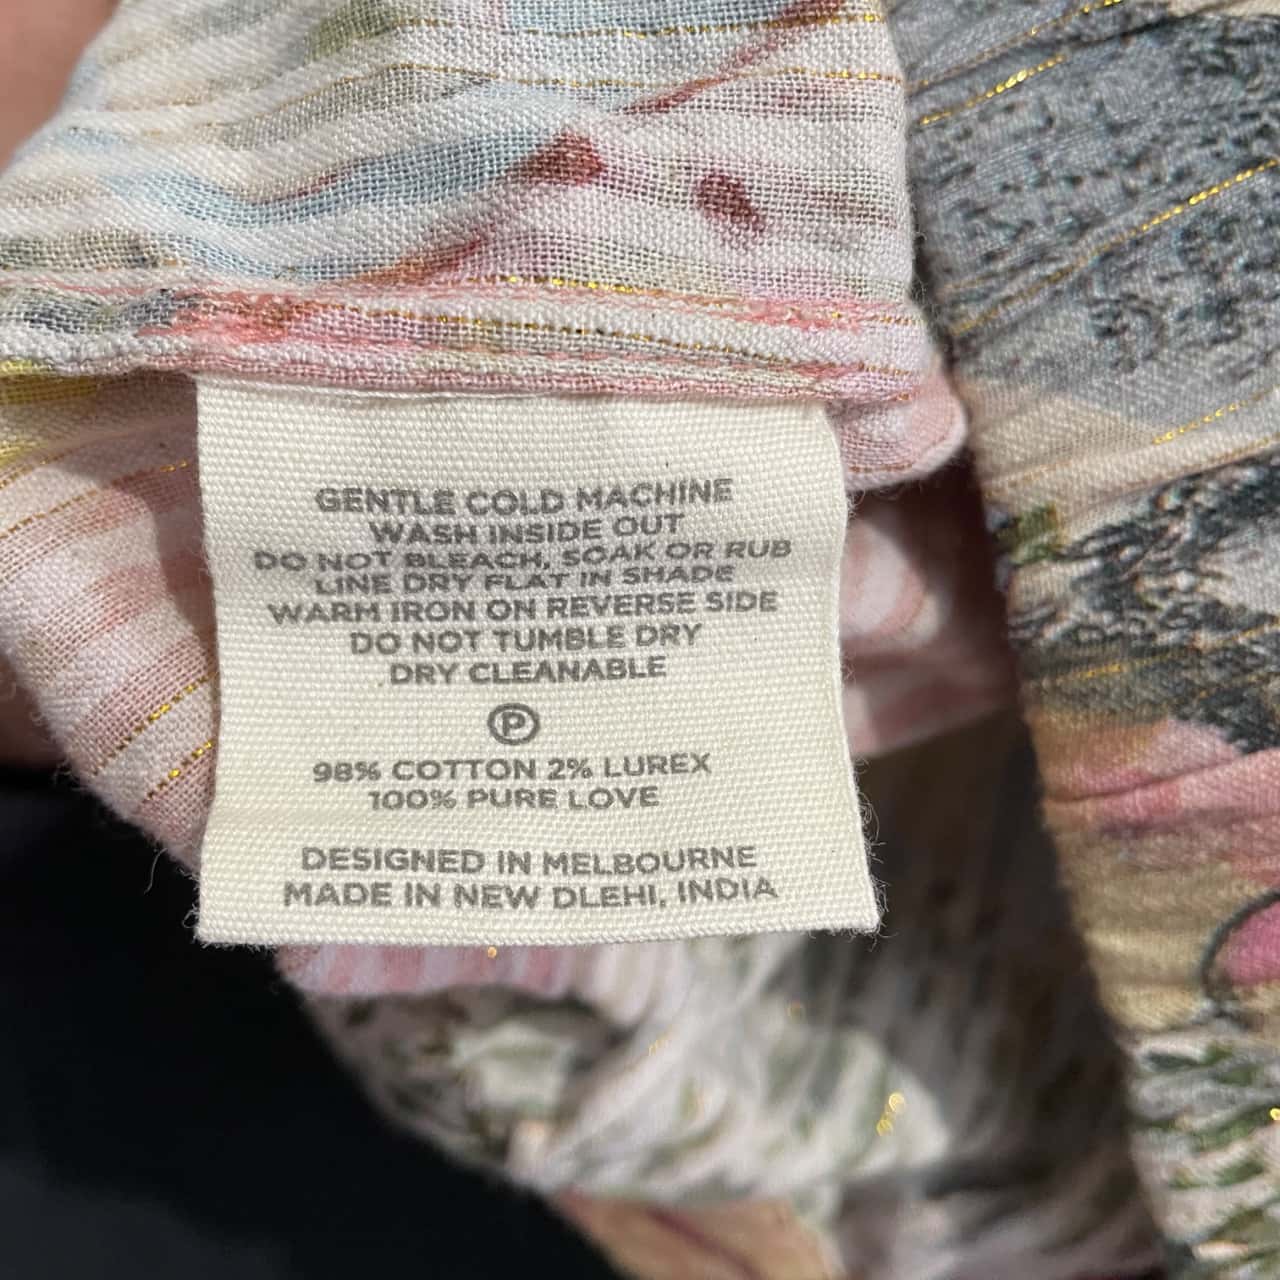 GENTLE COLD MACHINE
WASH INSIDE OUT
DO NOT BLEACH, SOAK OR RUB
LINE DRY FLAT IN SHADE
WARM IRON ON REVERSE SIDE
DO NOT TUMBLE DRY
DRY CLEANABLE
P
98% COTTON 2% LUREX
100% PURE LOVE
DESIGNED IN MELBOURNE
MADE IN NEW DLEHI, INDIA